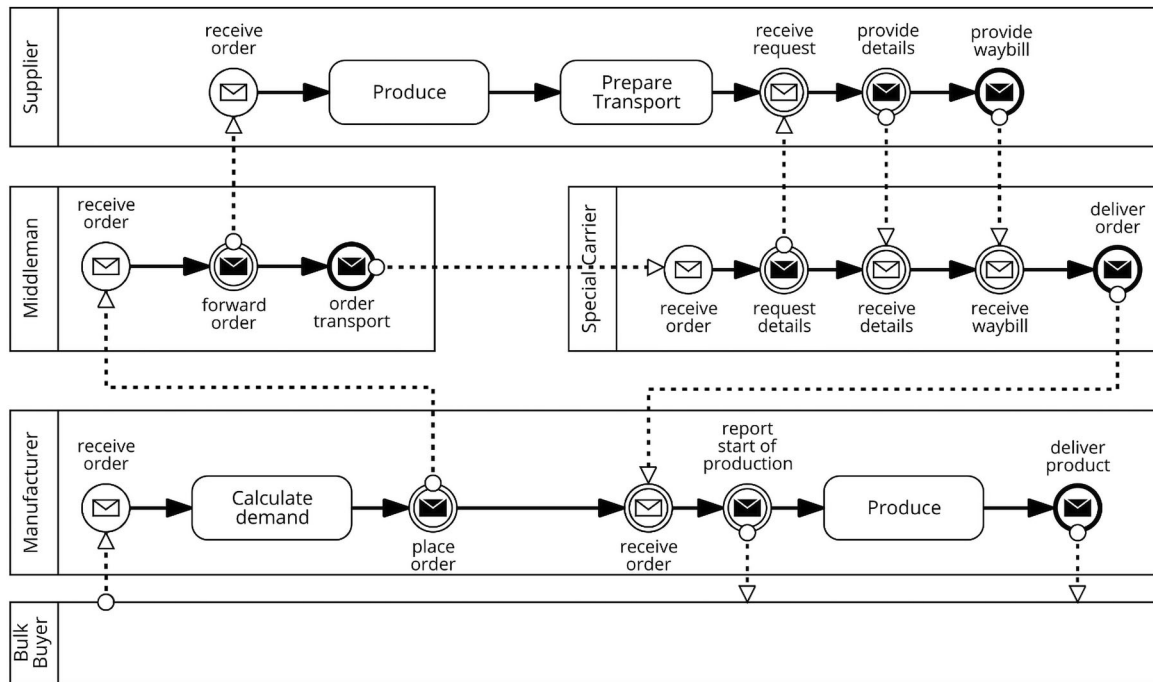 Supplier
receive
order
Produce
Prepare
Transport
receive
request
provide
details
provide
waybill
Middleman
receive
order
forward
order
order
transport
Special Carrier
receive
order
request
details
receive
details
receive
waybill
deliver
order
Manufacturer
receive
order
Calculate
demand
place
order
receive order
report
start of
production
Produce
deliver
product
Bulk
Buyer